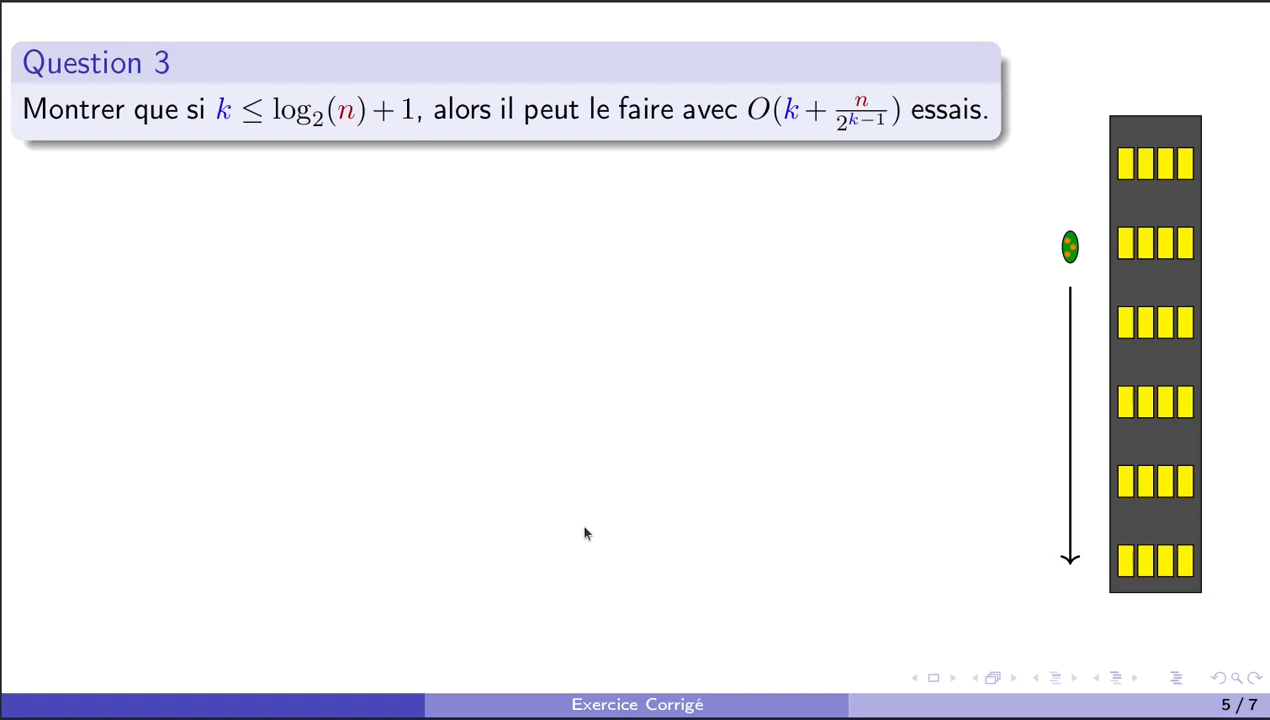 Question 3
Montrer que si k ≤ log₂(n) + 1, alors il peut le faire avec O(k + n/2^{k−1}) essais.
Exercice Corrigé
5 / 7